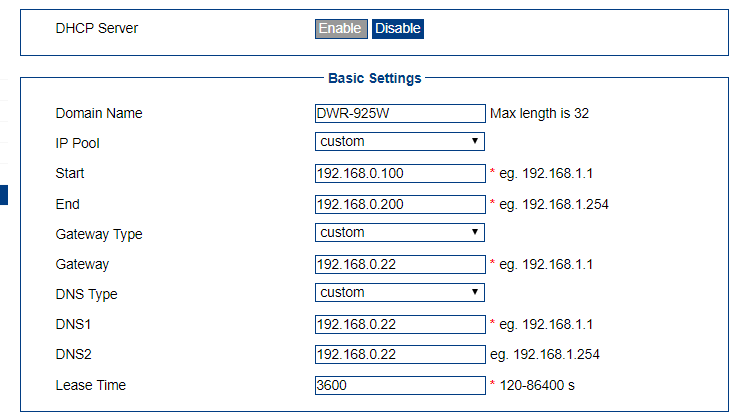 DHCP Server Enable Disable
Basic Settings
Domain Name DWR-925W Max length is 32
IP Pool custom
Start 192.168.0.100 * eg. 192.168.1.1
End 192.168.0.200 * eg. 192.168.1.254
Gateway Type custom
Gateway 192.168.0.22 * eg. 192.168.1.1
DNS Type custom
DNS1 192.168.0.22 * eg. 192.168.1.1
DNS2 192.168.0.22 eg. 192.168.1.254
Lease Time 3600 * 120-86400 s